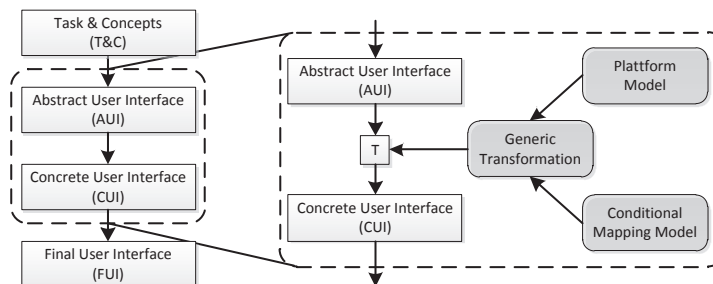 Task & Concepts
(T&C)
Abstract User Interface
(AUI)
Concrete User Interface
(CUI)
Final User Interface
(FUI)
Abstract User Interface
(AUI)
T
Concrete User Interface
(CUI)
Plattform
Model
Generic
Transformation
Conditional
Mapping Model